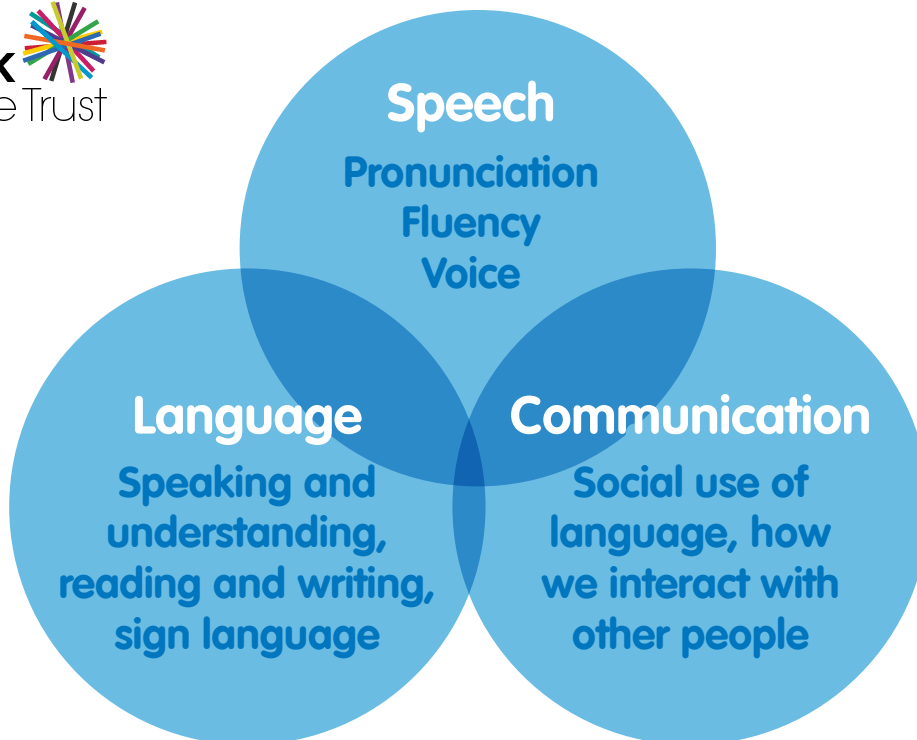 k
e Trust
Speech
Pronunciation
Fluency
Voice
Language
Speaking and
understanding,
reading and writing,
sign language
Communication
Social use of
language, how
we interact with
other people